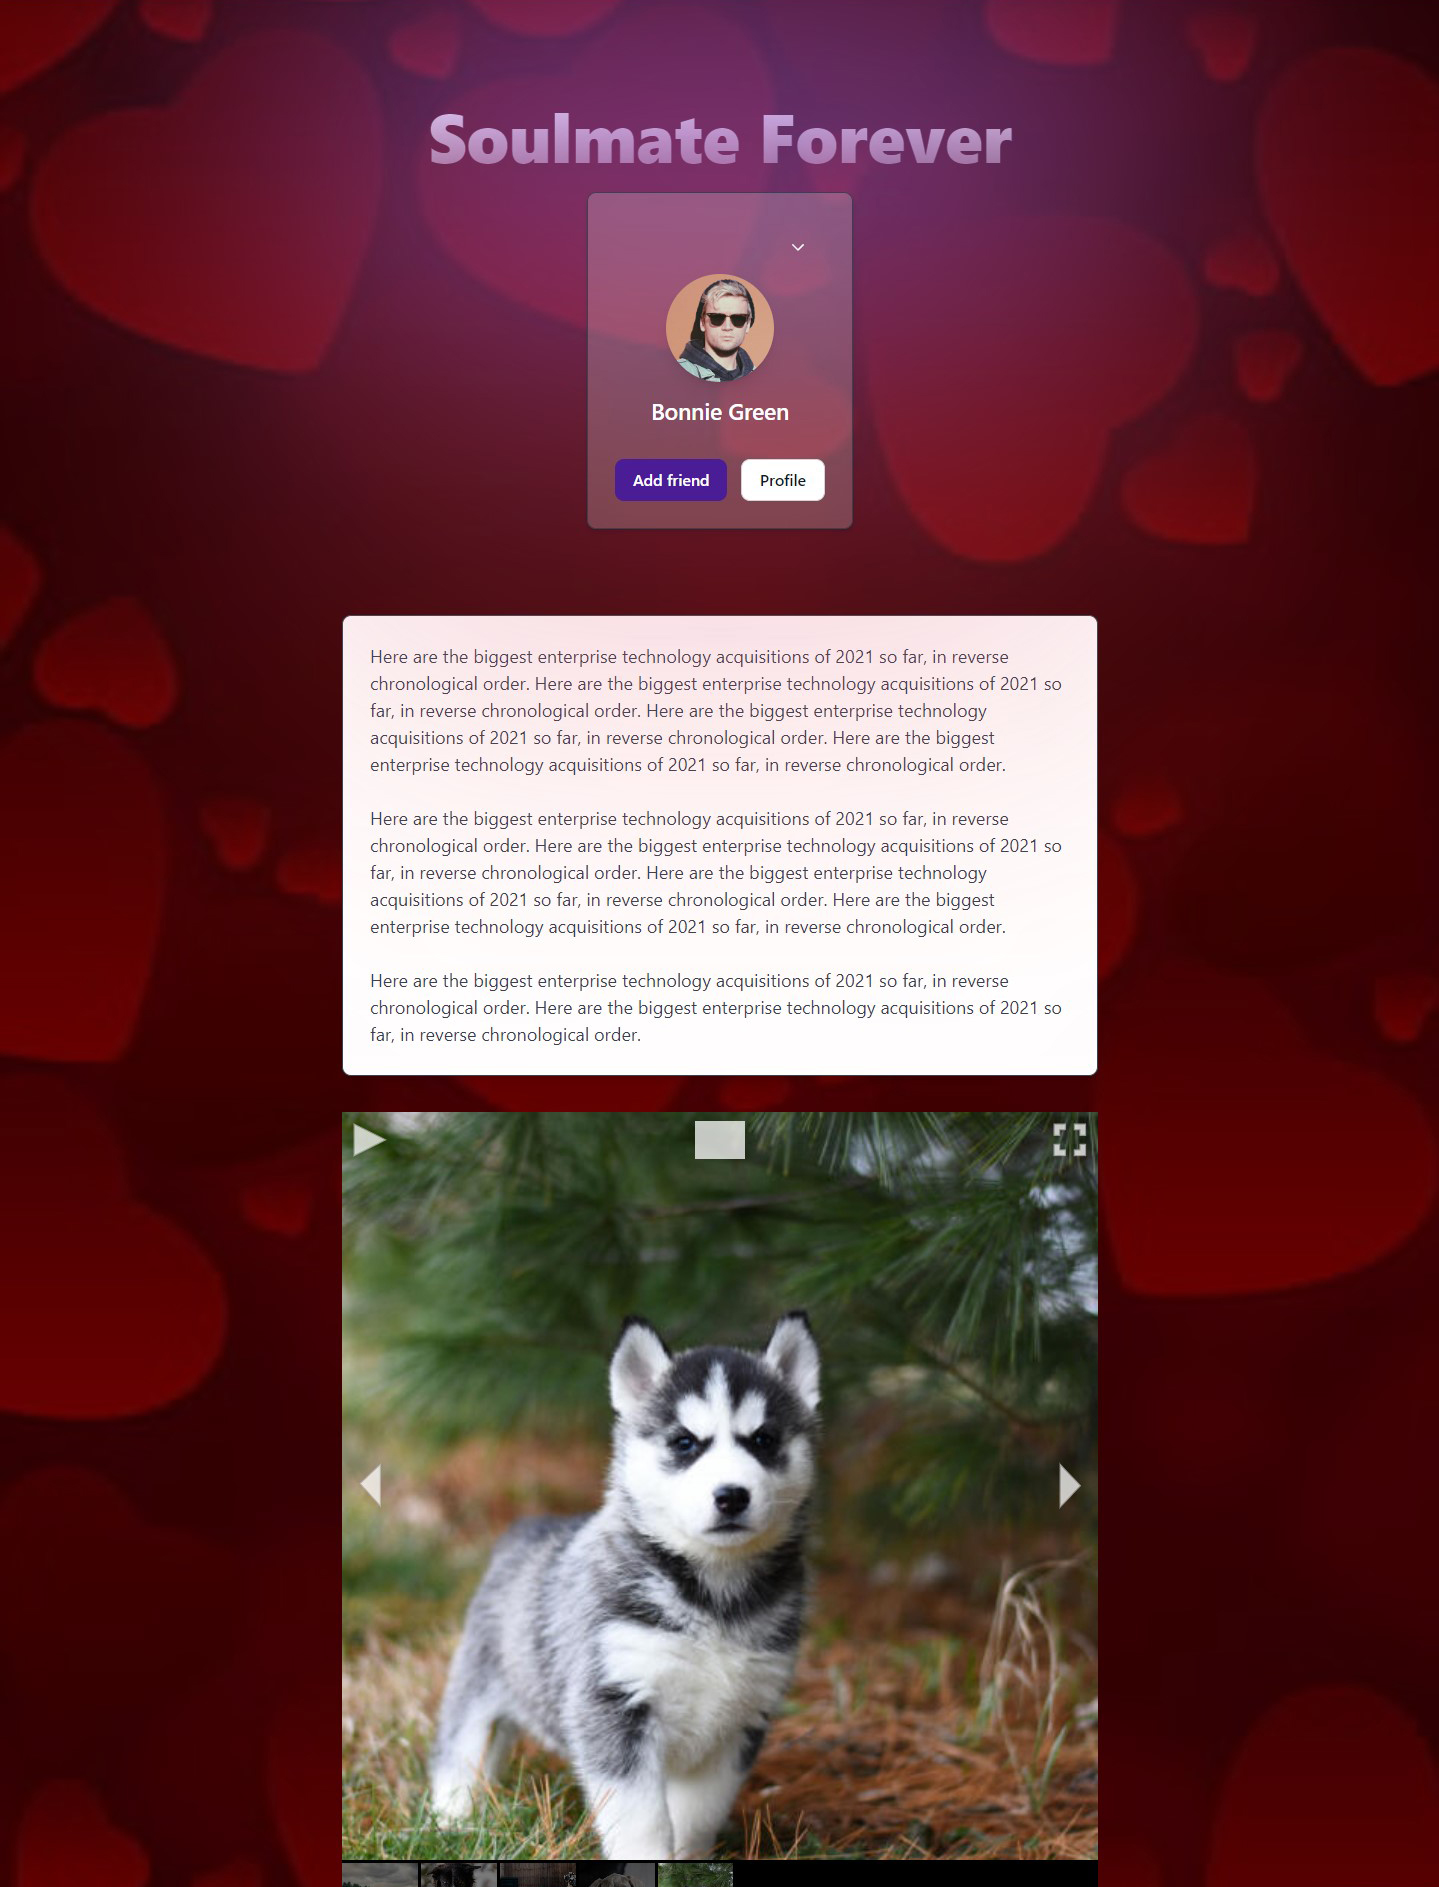 Soulmate Forever
Bonnie Green
Add friend
Profile
Here are the biggest enterprise technology acquisitions of 2021 so far, in reverse
chronological order. Here are the biggest enterprise technology acquisitions of 2021 so
far, in reverse chronological order. Here are the biggest enterprise technology
acquisitions of 2021 so far, in reverse chronological order. Here are the biggest
enterprise technology acquisitions of 2021 so far, in reverse chronological order.
Here are the biggest enterprise technology acquisitions of 2021 so far, in reverse
chronological order. Here are the biggest enterprise technology acquisitions of 2021 so
far, in reverse chronological order. Here are the biggest enterprise technology
acquisitions of 2021 so far, in reverse chronological order. Here are the biggest
enterprise technology acquisitions of 2021 so far, in reverse chronological order.
Here are the biggest enterprise technology acquisitions of 2021 so far, in reverse
chronological order. Here are the biggest enterprise technology acquisitions of 2021 so
far, in reverse chronological order.